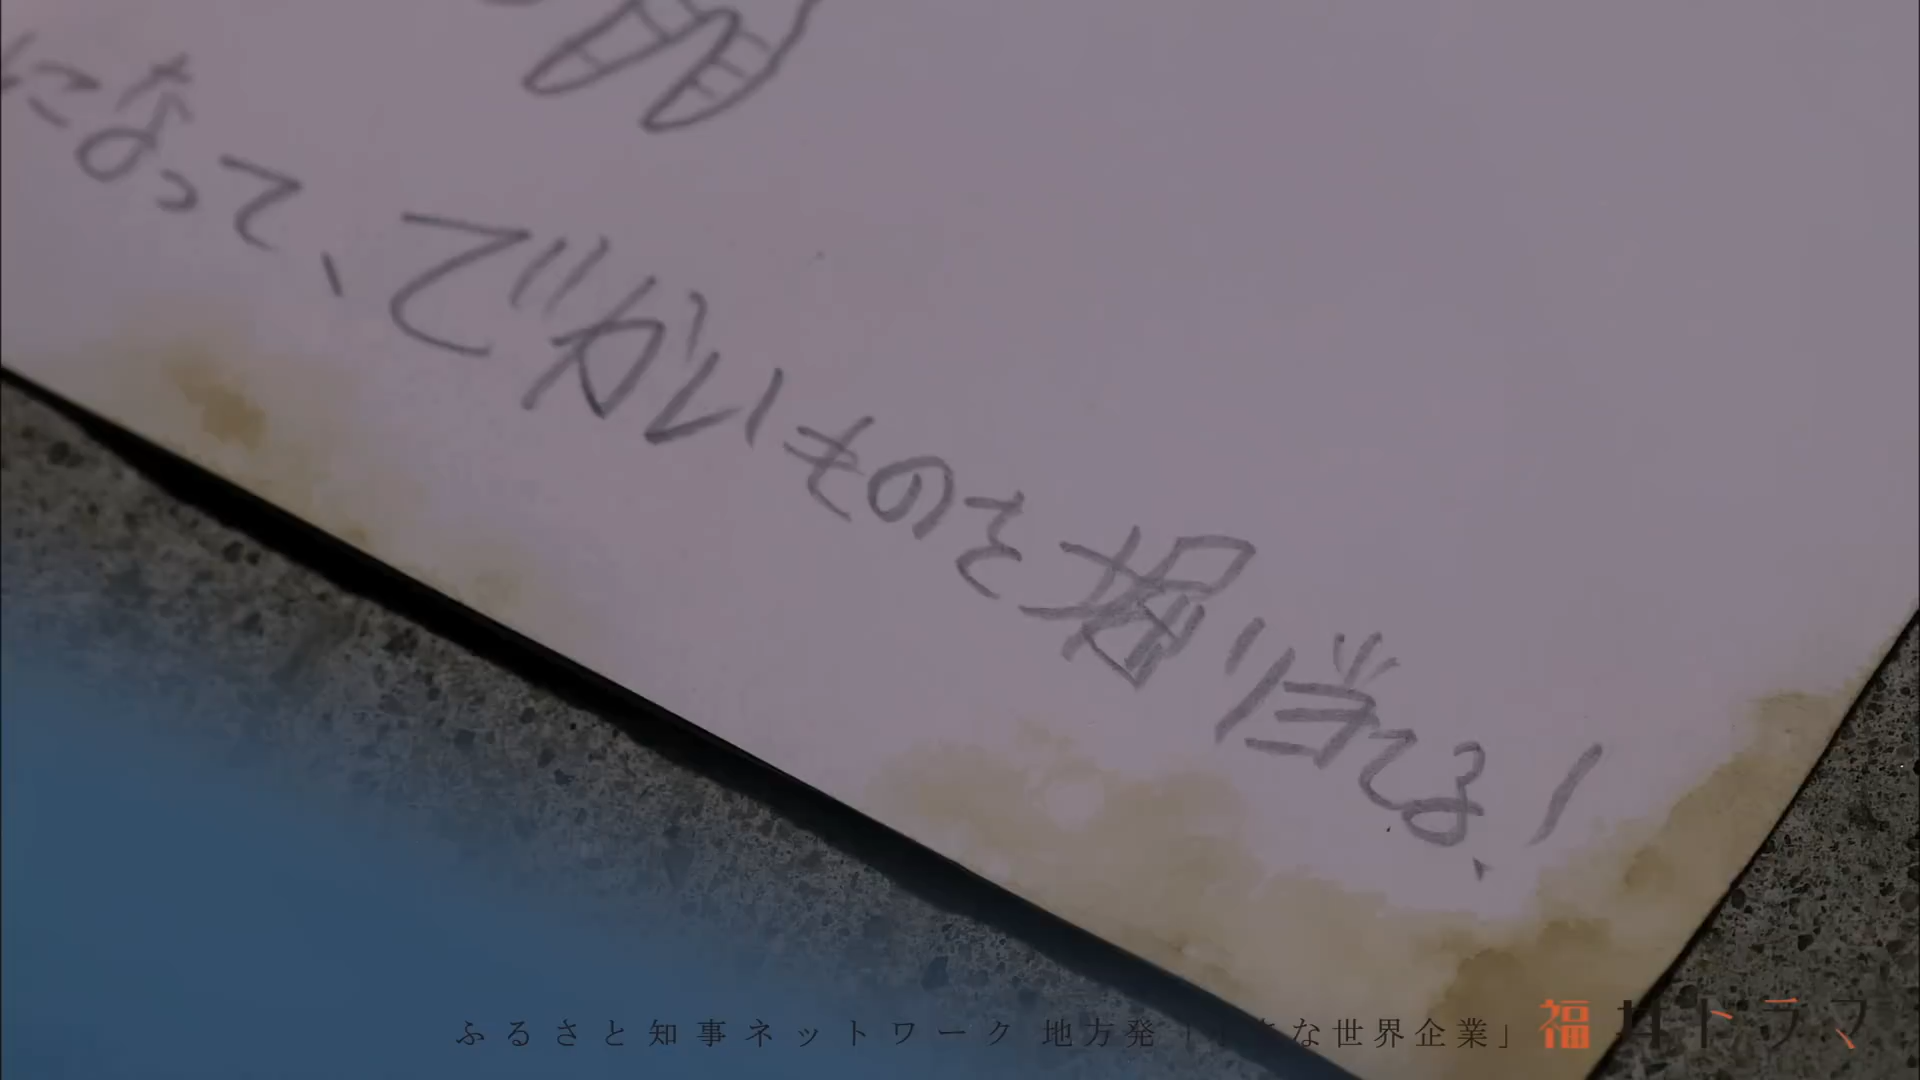 になって、でかいものを掘り当てる!
ふるさと知事ネットワーク 地方発「 な世界企業」
福井ドラマ